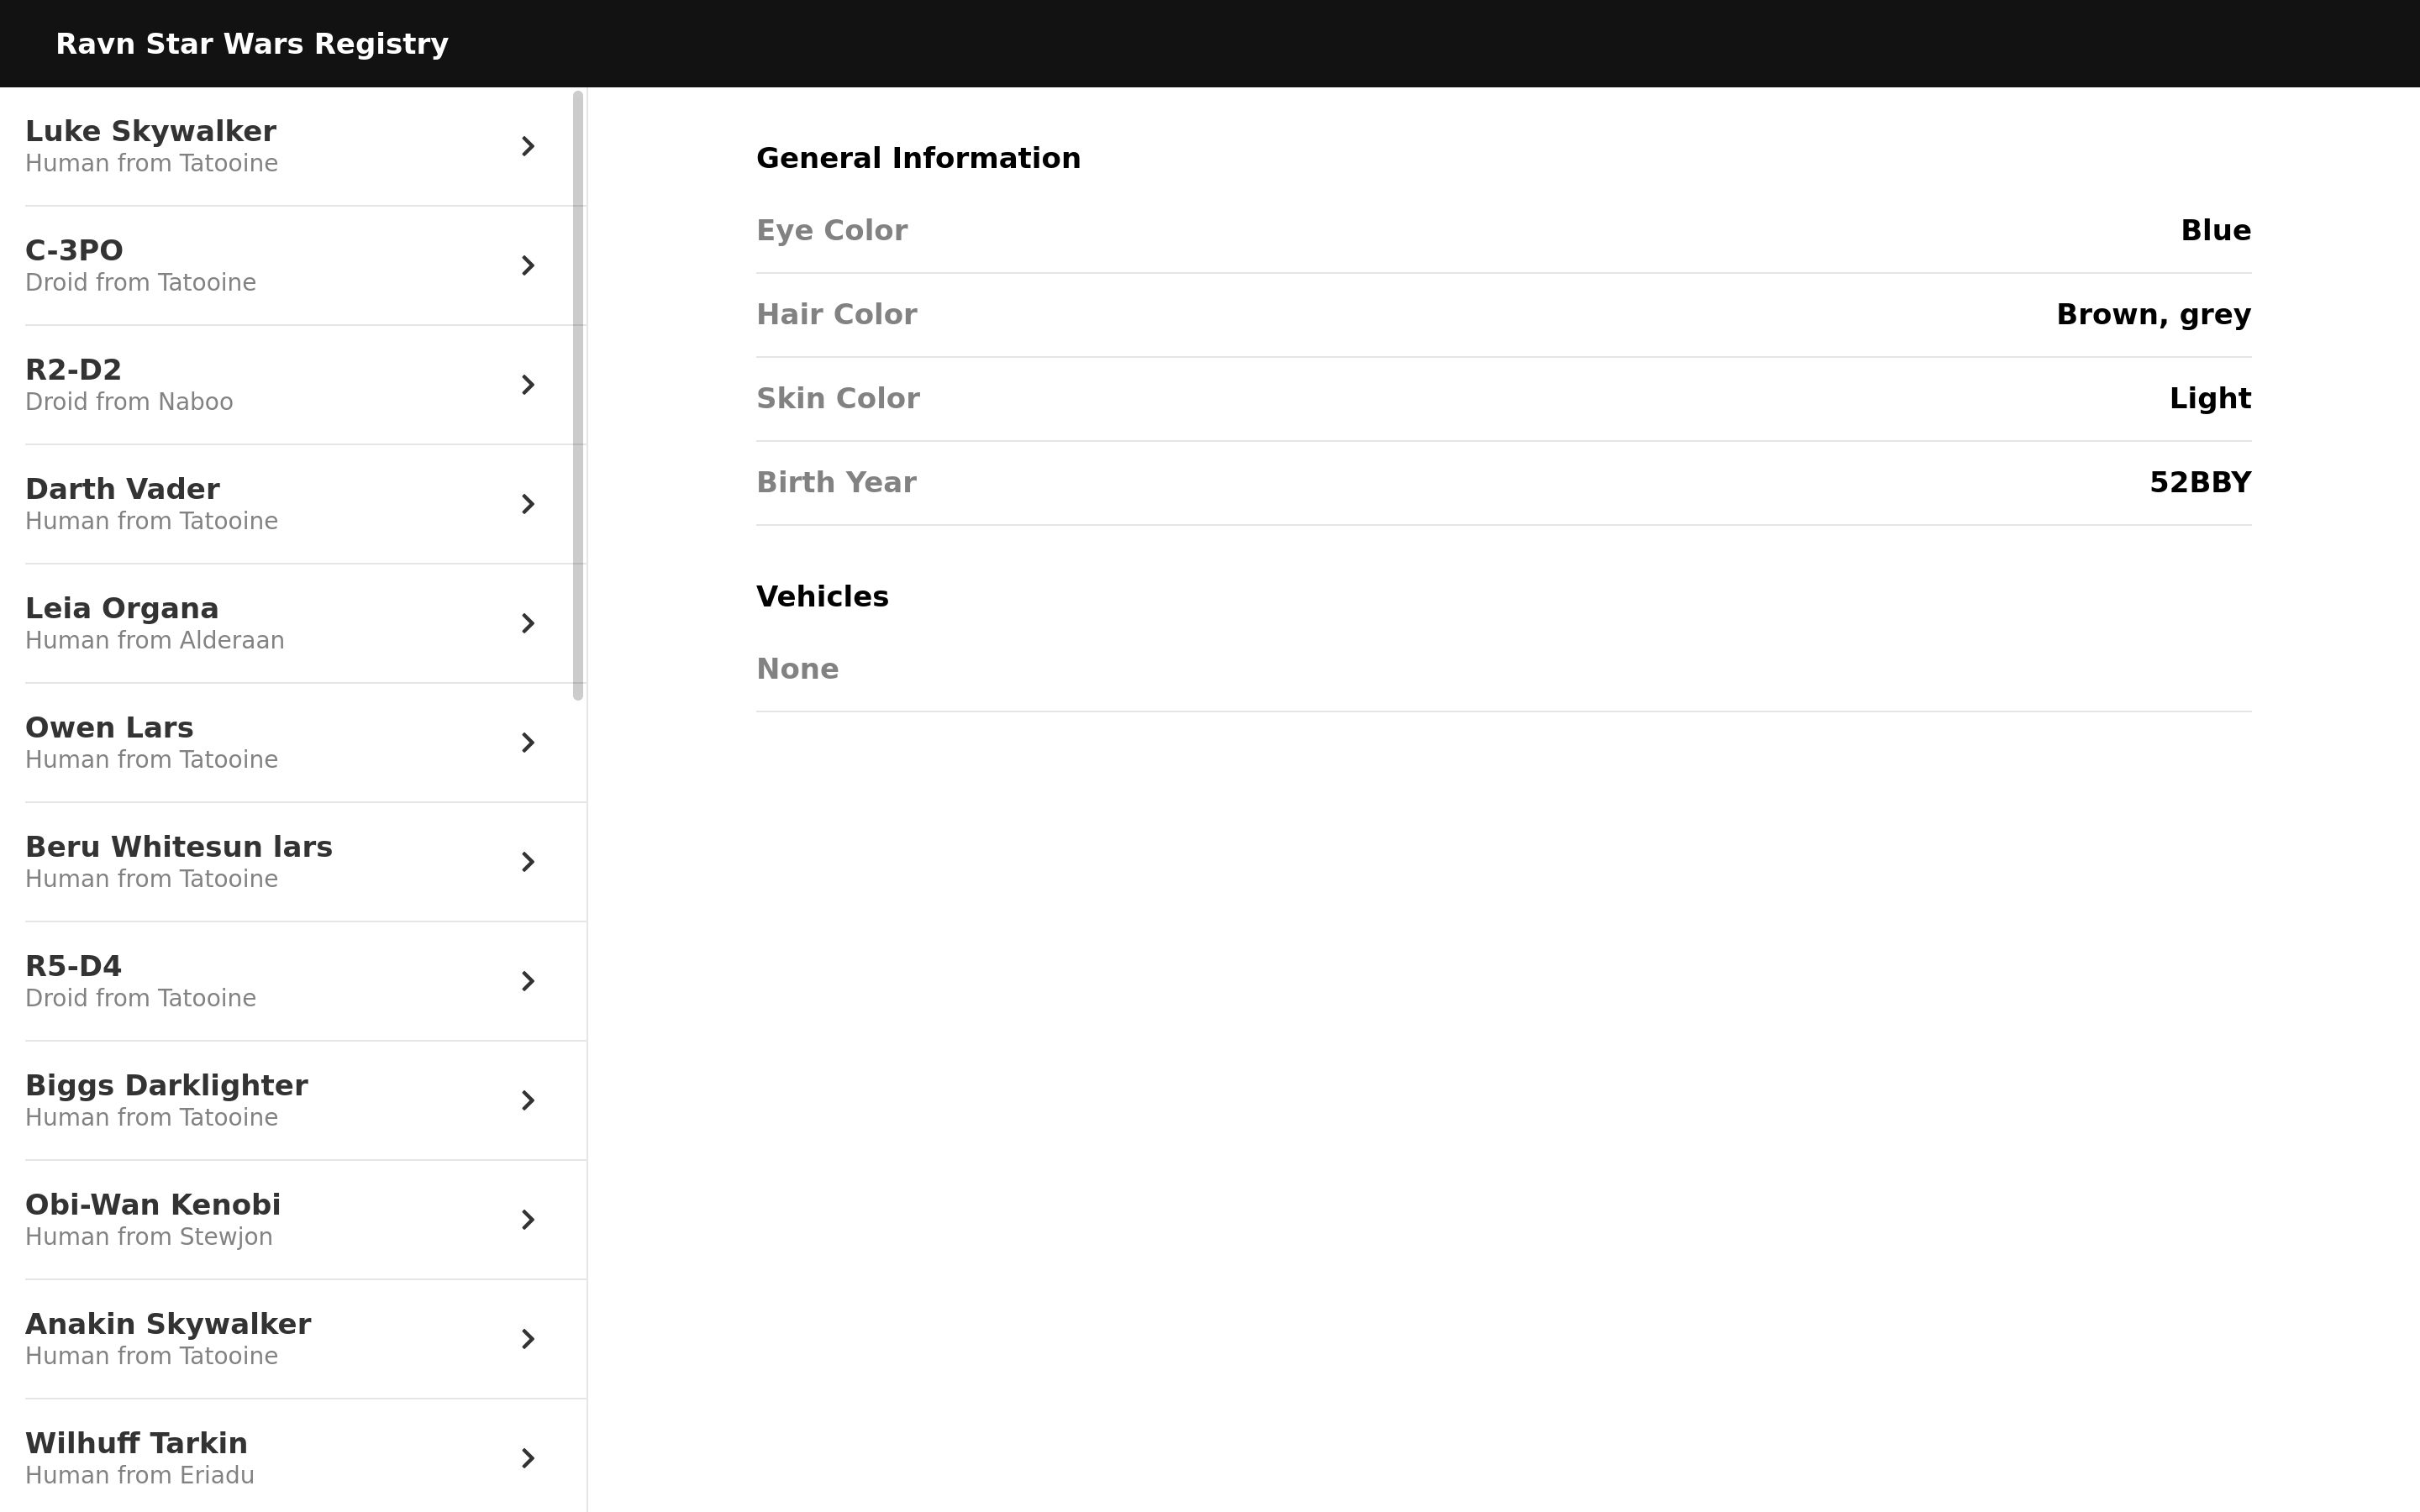 Ravn Star Wars Registry
Luke Skywalker
Human from Tatooine
C-3PO
Droid from Tatooine
R2-D2
Droid from Naboo
Darth Vader
Human from Tatooine
Leia Organa
Human from Alderaan
Owen Lars
Human from Tatooine
Beru Whitesun lars
Human from Tatooine
R5-D4
Droid from Tatooine
Biggs Darklighter
Human from Tatooine
Obi-Wan Kenobi
Human from Stewjon
Anakin Skywalker
Human from Tatooine
Wilhuff Tarkin
Human from Eriadu
General Information
Eye Color Blue
Hair Color Brown, grey
Skin Color Light
Birth Year 52BBY
Vehicles
None